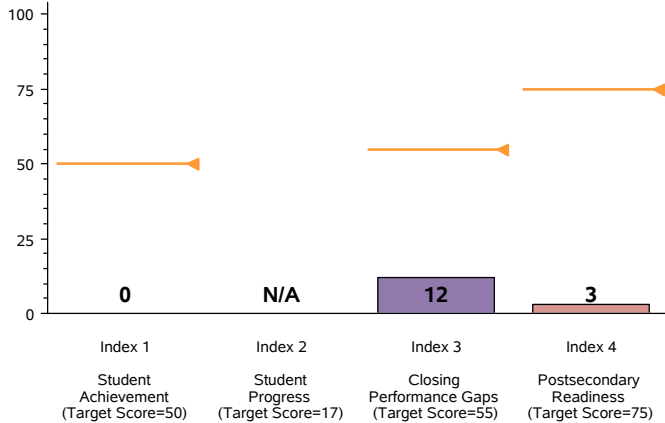 100
75
50
25
0
0
N/A
12
3
Index 1
Index 2
Index 3
Index 4
Student
Achievement
(Target Score=50)
Student
Progress
(Target Score=17)
Closing
Performance Gaps
(Target Score=55)
Postsecondary
Readiness
(Target Score=75)